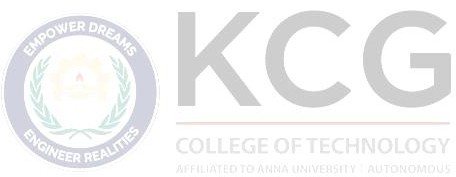 EMPOWER DREAMS
ENGINEER REALITIES
KCG
COLLEGE OF TECHNOLOGY
AFFILIATED TO ANNA UNIVERSITY | AUTONOMOUS